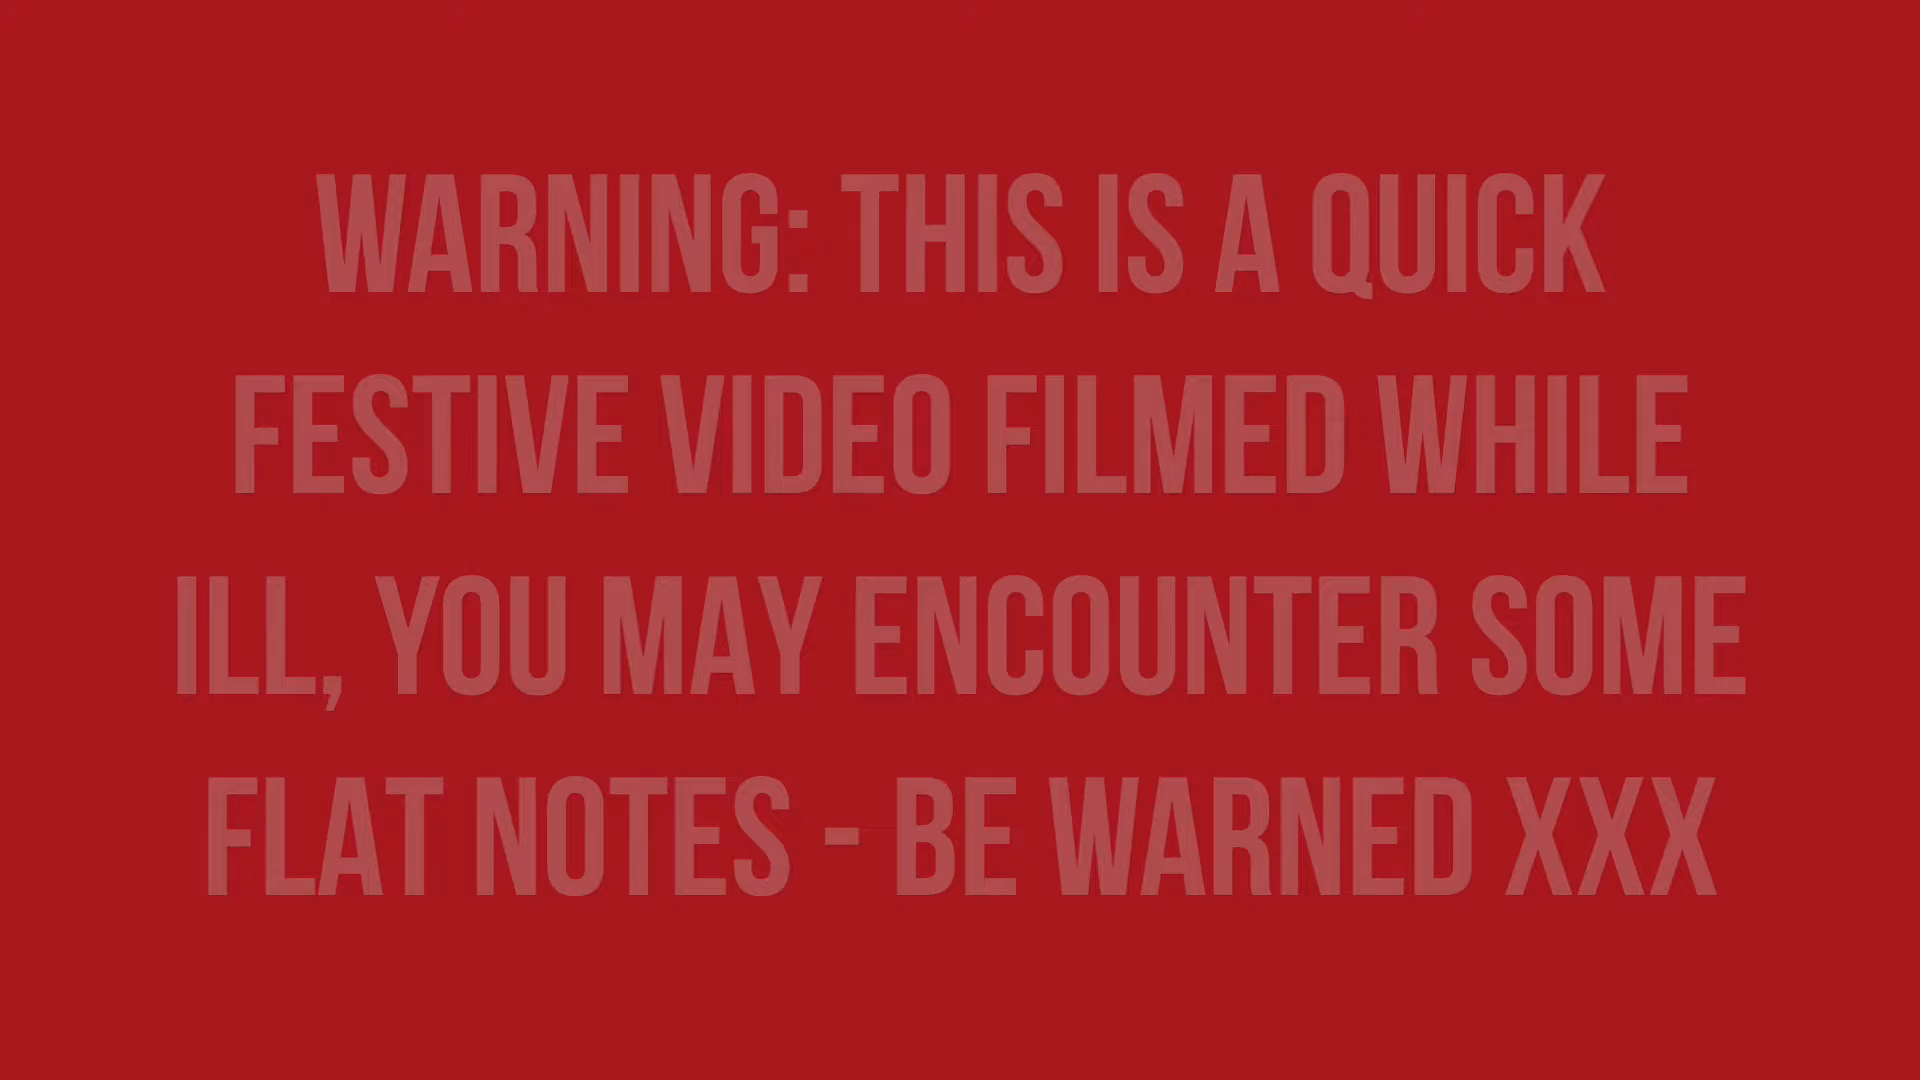 WARNING: THIS IS A QUICK
FESTIVE VIDEO FILMED WHILE
ILL, YOU MAY ENCOUNTER SOME
FLAT NOTES - BE WARNED XXX